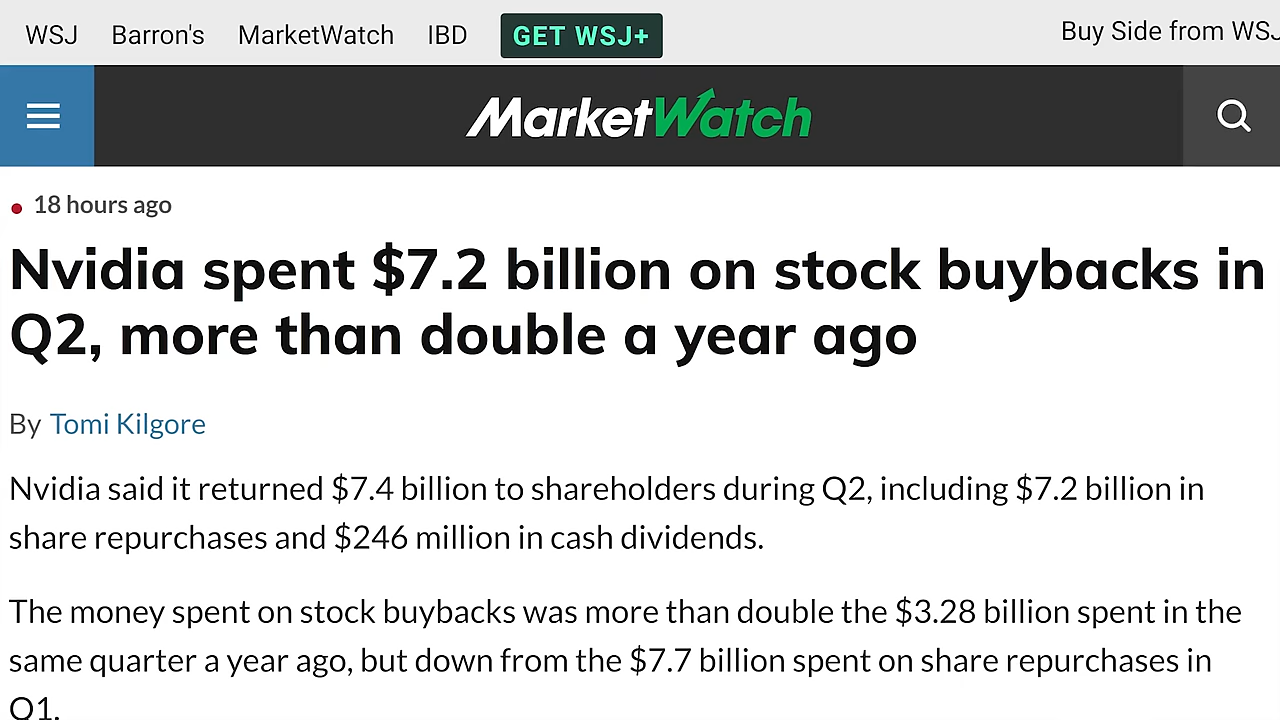 WSJ Barron's MarketWatch IBD GET WSJ+ Buy Side from WSJ
MarketWatch
18 hours ago
Nvidia spent $7.2 billion on stock buybacks in
Q2, more than double a year ago
By Tomi Kilgore
Nvidia said it returned $7.4 billion to shareholders during Q2, including $7.2 billion in
share repurchases and $246 million in cash dividends.
The money spent on stock buybacks was more than double the $3.28 billion spent in the
same quarter a year ago, but down from the $7.7 billion spent on share repurchases in
Q1.